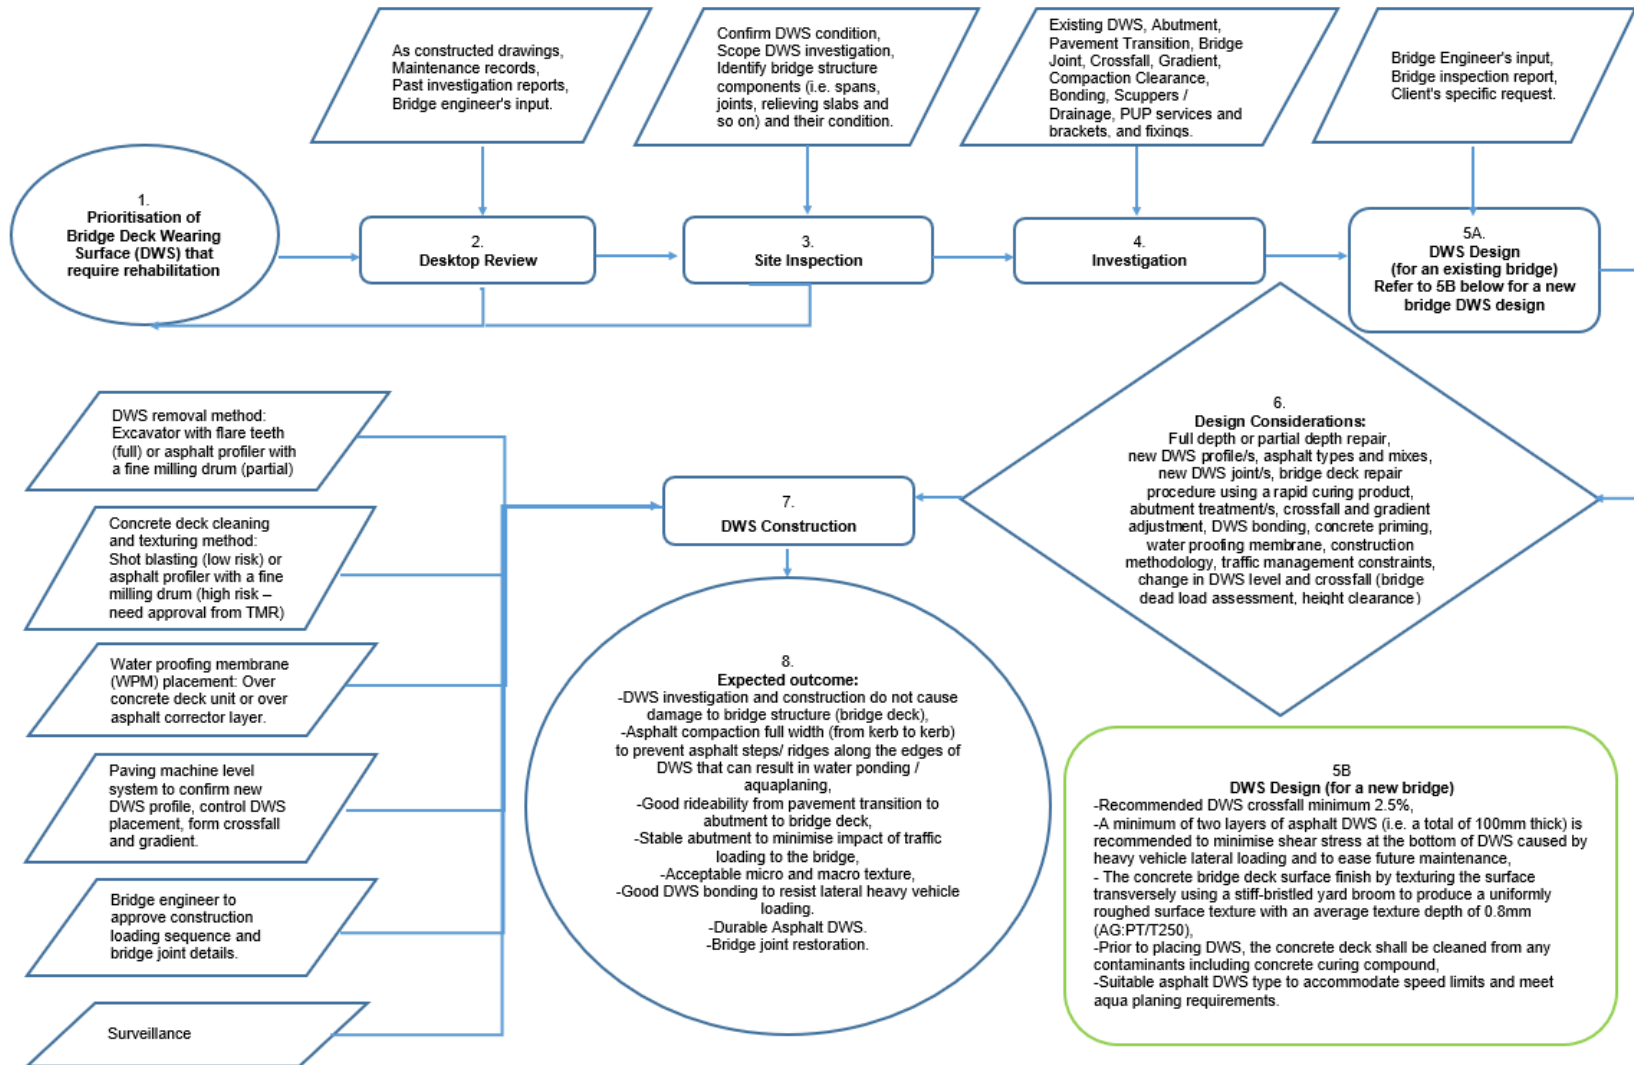 As constructed drawings,
Maintenance records,
Past investigation reports,
Bridge engineer's input.
Confirm DWS condition,
Scope DWS investigation,
Identify bridge structure
components (i.e. spans,
joints, relieving slabs and
so on) and their condition.
Existing DWS, Abutment,
Pavement Transition, Bridge
Joint, Crossfall, Gradient,
Compaction Clearance,
Bonding, Scuppers /
Drainage, PUP services and
brackets, and fixings.
Bridge Engineer's input,
Bridge inspection report,
Client's specific request.
1.
Prioritisation of
Bridge Deck Wearing
Surface (DWS) that
require rehabilitation
2.
Desktop Review
3.
Site Inspection
4.
Investigation
5A.
DWS Design
(for an existing bridge)
Refer to 5B below for a new
bridge DWS design
DWS removal method:
Excavator with flare teeth
(full) or asphalt profiler with
a fine milling drum (partial)
Concrete deck cleaning
and texturing method:
Shot blasting (low risk) or
asphalt profiler with a fine
milling drum (high risk –
need approval from TMR)
Water proofing membrane
(WPM) placement: Over
concrete deck unit or over
asphalt corrector layer.
Paving machine level
system to confirm new
DWS profile, control DWS
placement, form crossfall
and gradient.
Bridge engineer to
approve construction
loading sequence and
bridge joint details.
Surveillance
7.
DWS Construction
6.
Design Considerations:
Full depth or partial depth repair,
new DWS profile/s, asphalt types and mixes,
new DWS joint/s, bridge deck repair
procedure using a rapid curing product,
abutment treatment/s, crossfall and gradient
adjustment, DWS bonding, concrete priming,
water proofing membrane, construction
methodology, traffic management constraints,
change in DWS level and crossfall (bridge
dead load assessment, height clearance)
8.
Expected outcome:
-DWS investigation and construction do not cause
damage to bridge structure (bridge deck),
-Asphalt compaction full width (from kerb to kerb)
to prevent asphalt steps/ ridges along the edges of
DWS that can result in water ponding /
aquaplaning,
-Good rideability from pavement transition to
abutment to bridge deck,
-Stable abutment to minimise impact of traffic
loading to the bridge,
-Acceptable micro and macro texture,
-Good DWS bonding to resist lateral heavy vehicle
loading.
-Durable Asphalt DWS.
-Bridge joint restoration.
5B
DWS Design (for a new bridge)
-Recommended DWS crossfall minimum 2.5%,
-A minimum of two layers of asphalt DWS (i.e. a total of 100mm thick) is
recommended to minimise shear stress at the bottom of DWS caused by
heavy vehicle lateral loading and to ease future maintenance,
- The concrete bridge deck surface finish by texturing the surface
transversely using a stiff-bristled yard broom to produce a uniformly
roughed surface texture with an average texture depth of 0.8mm
(AG:PT/T250),
-Prior to placing DWS, the concrete deck shall be cleaned from any
contaminants including concrete curing compound,
-Suitable asphalt DWS type to accommodate speed limits and meet
aqua planing requirements.